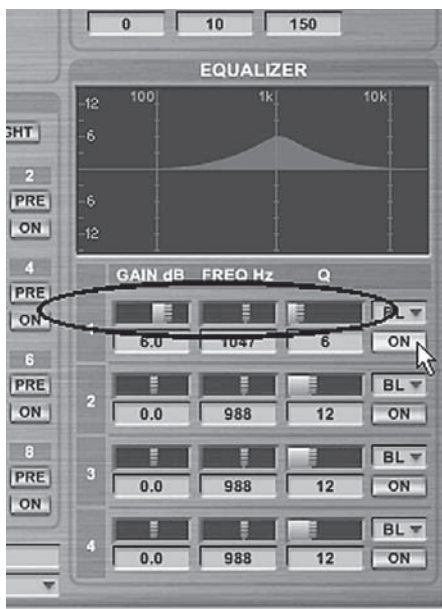 0 10 150
EQUALIZER
-12 100 1k 10k
-6
-6
-12
GHT
2
PRE
ON
4
PRE
ON
6
PRE
ON
8
PRE
ON
GAIN dB FREQ Hz Q
BL
1 6.0 1047 6 ON
BL
2 0.0 988 12 ON
BL
3 0.0 988 12 ON
BL
4 0.0 988 12 ON